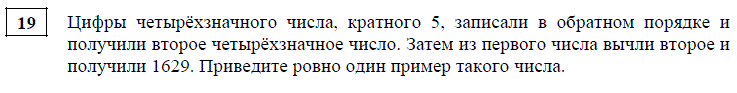 19 Цифры четырёхзначного числа, кратного 5, записали в обратном порядке и
получили второе четырёхзначное число. Затем из первого числа вычли второе и
получили 1629. Приведите ровно один пример такого числа.